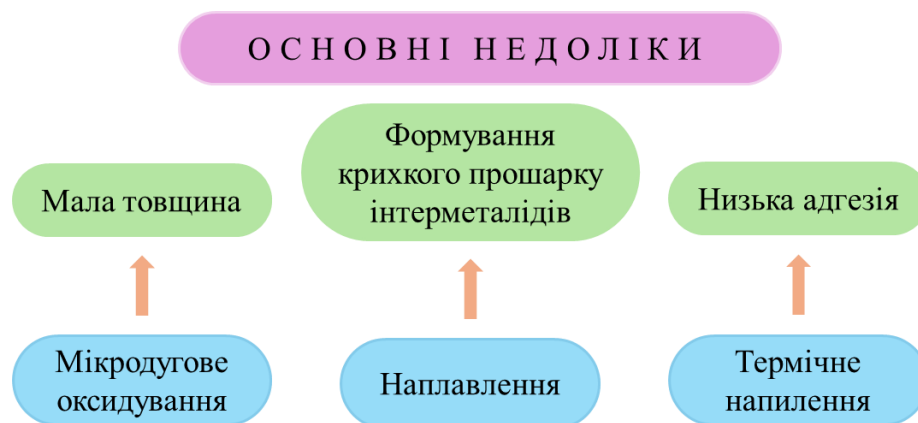 ОСНОВНІ НЕДОЛІКИ
Формування
крихкого прошарку
інтерметалідів
Мала товщина
Низька адгезія
Мікродугове
оксидування
Наплавлення
Термічне
напилення